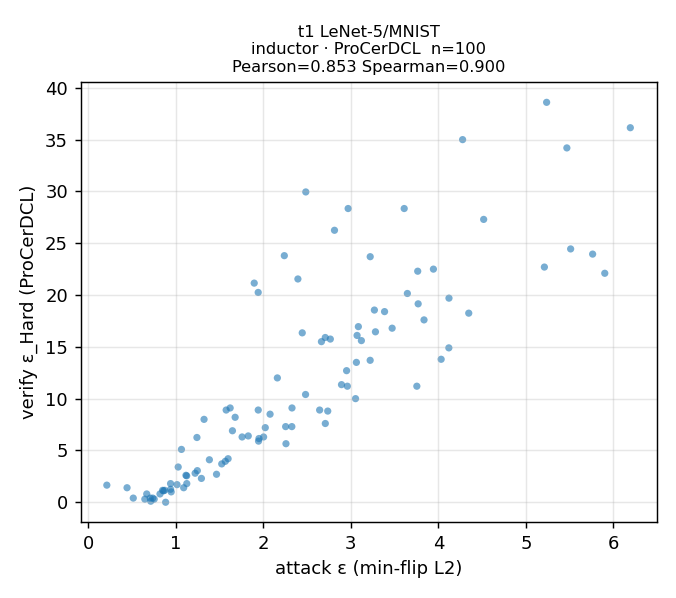 t1 LeNet-5/MNIST
inductor · ProCerDCL  n=100
Pearson=0.853 Spearman=0.900
40
35
30
25
20
15
10
5
0
verify ε_Hard (ProCerDCL)
0 1 2 3 4 5 6
attack ε (min-flip L2)